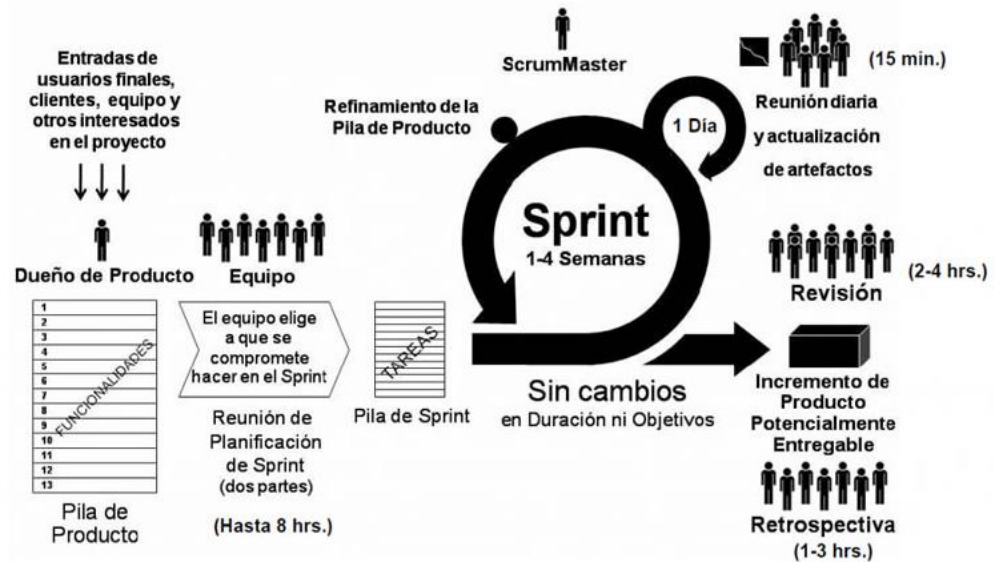 Entradas de
usuarios finales,
clientes, equipo y
otros interesados
en el proyecto
Dueño de Producto
1
2
3
4
5
6
7
8
9
10
11
12
13
FUNCIONALIDADES
Pila de
Producto
Equipo
El equipo elige
a que se
compromete
hacer en el Sprint
Reunión de
Planificación
de Sprint
(dos partes)
(Hasta 8 hrs.)
TAREAS
Pila de Sprint
ScrumMaster
Refinamiento de la
Pila de Producto
1 Día
Sprint
1-4 Semanas
Sin cambios
en Duración ni Objetivos
(15 min.)
Reunión diaria
y actualización
de artefactos
Revisión
(2-4 hrs.)
Incremento de
Producto
Potencialmente
Entregable
Retrospectiva
(1-3 hrs.)